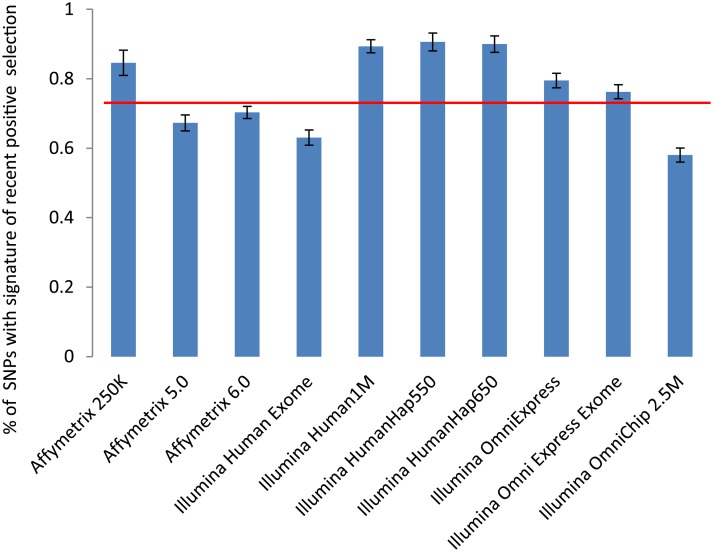 % of SNPs with signature of recent positive selection
1
0.8
0.6
0.4
0.2
0
Affymetrix 250K
Affymetrix 5.0
Affymetrix 6.0
Illumina Human Exome
Illumina Human1M
Illumina HumanHap550
Illumina HumanHap650
Illumina OmniExpress
Illumina Omni Express Exome
Illumina OmniChip 2.5M